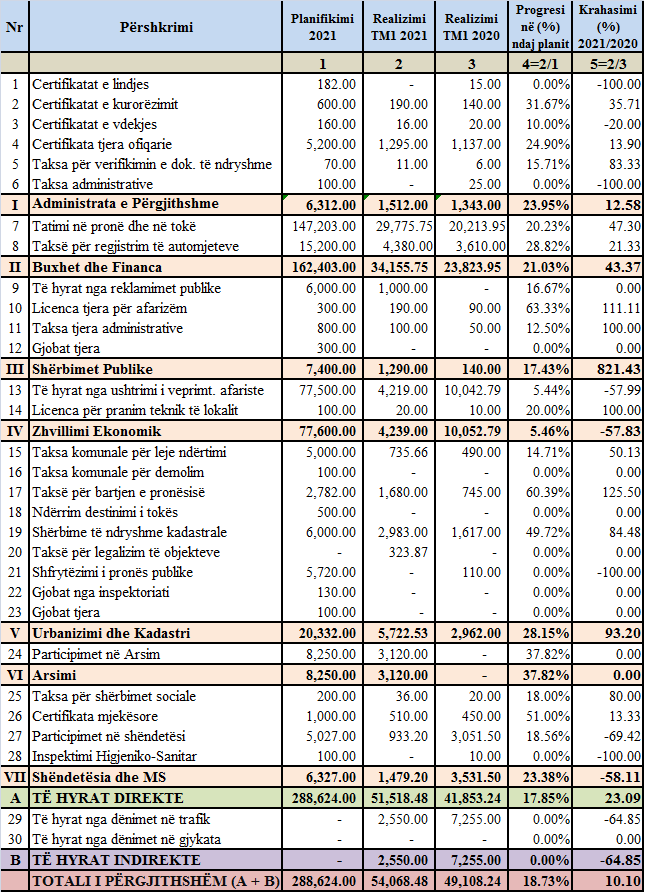 Nr Përshkrimi Planifikimi 2021 Realizimi TM1 2021 Realizimi TM1 2020 Progresi në (%) ndaj planit Krahasimi (%) 2021/2020
1 2 3 4=2/1 5=2/3
1 Certifikatat e lindjes 182.00 - 15.00 0.00% -100.00
2 Certifikatat e kurorëzimit 600.00 190.00 140.00 31.67% 35.71
3 Certifikatat e vdekjes 160.00 16.00 20.00 10.00% -20.00
4 Certifikata tjera ofiqarie 5,200.00 1,295.00 1,137.00 24.90% 13.90
5 Taksa për verifikimin e dok. të ndryshme 70.00 11.00 6.00 15.71% 83.33
6 Taksa administrative 100.00 - 25.00 0.00% -100.00
I Administrata e Përgjithshme 6,312.00 1,512.00 1,343.00 23.95% 12.58
7 Tatimi në pronë dhe në tokë 147,203.00 29,775.75 20,213.95 20.23% 47.30
8 Taksë për regjistrim të automjeteve 15,200.00 4,380.00 3,610.00 28.82% 21.33
II Buxhet dhe Financa 162,403.00 34,155.75 23,823.95 21.03% 43.37
9 Të hyrat nga reklamimet publike 6,000.00 1,000.00 - 16.67% 0.00
10 Licenca tjera për afarizëm 300.00 190.00 90.00 63.33% 111.11
11 Taksa tjera administrative 800.00 100.00 50.00 12.50% 100.00
12 Gjobat tjera 300.00 - - 0.00% 0.00
III Shërbimet Publike 7,400.00 1,290.00 140.00 17.43% 821.43
13 Të hyrat nga ushtrimi i veprimt. afariste 77,500.00 4,219.00 10,042.79 5.44% -57.99
14 Licenca për pranim teknik të lokalit 100.00 20.00 10.00 20.00% 100.00
IV Zhvillimi Ekonomik 77,600.00 4,239.00 10,052.79 5.46% -57.83
15 Taksa komunale për leje ndërtimi 5,000.00 735.66 490.00 14.71% 50.13
16 Taksa komunale për demolim 100.00 - - 0.00% 0.00
17 Taksës për bartjen e pronësisë 2,782.00 1,680.00 745.00 60.39% 125.50
18 Ndërrim destinimi i tokës 500.00 - - 0.00% 0.00
19 Shërbime të ndryshme kadastrale 6,000.00 2,983.00 1,617.00 49.72% 84.48
20 Taksë për legalizim të objekteve - 323.87 - 0.00% 0.00
21 Shfrytëzimi i pronës publike 5,720.00 - 110.00 0.00% -100.00
22 Gjobat nga inspektoriati 130.00 - - 0.00% 0.00
23 Gjobat tjera 100.00 - - 0.00% 0.00
V Urbanizimi dhe Kadastri 20,332.00 5,722.53 2,962.00 28.15% 93.20
24 Participimet në Arsim 8,250.00 3,120.00 - 37.82% 0.00
VI Arsimi 8,250.00 3,120.00 - 37.82% 0.00
25 Taksa për shërbimet sociale 200.00 36.00 20.00 18.00% 80.00
26 Certifikata mjekësore 1,000.00 510.00 450.00 51.00% 13.33
27 Participimet në shëndetësi 5,027.00 933.20 3,051.50 18.56% -69.42
28 Inspektimi Higjeniko-Sanitar 100.00 - 10.00 0.00% -100.00
VII Shëndetësia dhe MS 6,327.00 1,479.20 3,531.50 23.38% -58.11
A TË HYRAT DIREKTE 288,624.00 51,518.48 41,853.24 17.85% 23.09
29 Të hyrat nga dënimet në trafik - 2,550.00 7,255.00 0.00% -64.85
30 Të hyrat nga dënimet në gjykata - - - 0.00% 0.00
B TË HYRAT INDIREKTE - 2,550.00 7,255.00 0.00% -64.85
TOTALI I PËRGJITHSHËM (A + B) 288,624.00 54,068.48 49,108.24 18.73% 10.10